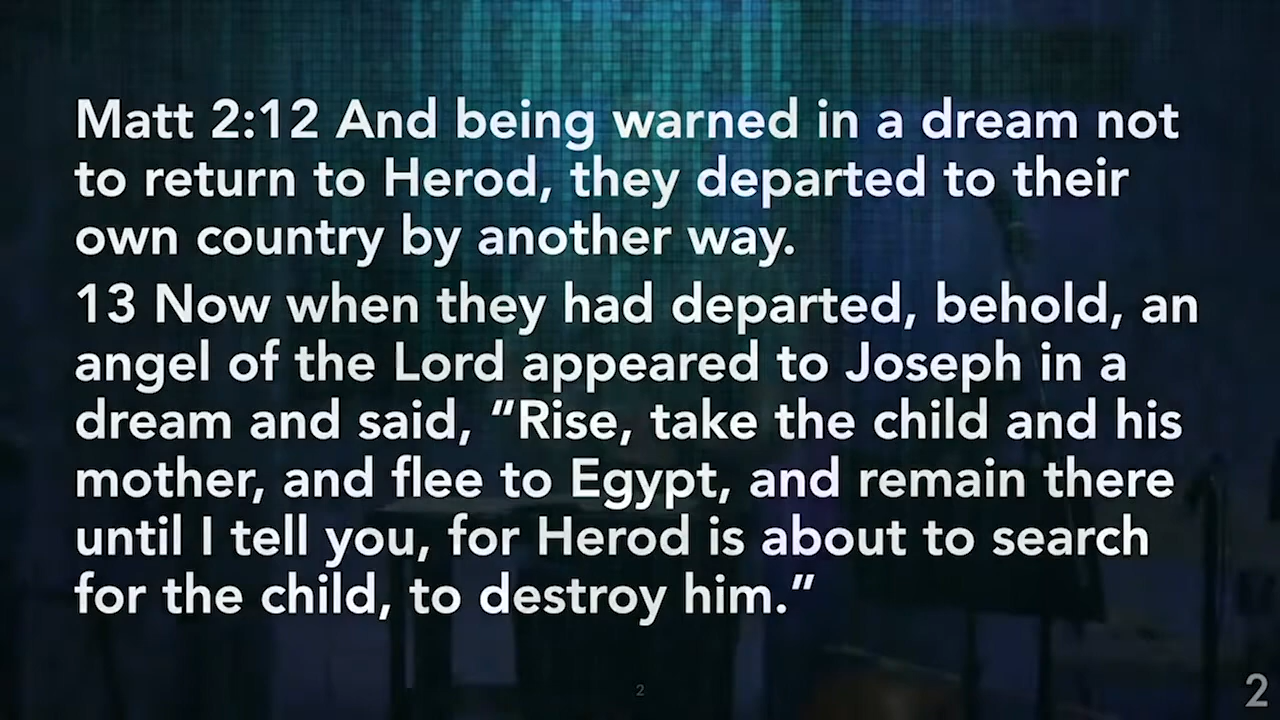 Matt 2:12 And being warned in a dream not
to return to Herod, they departed to their
own country by another way.
13 Now when they had departed, behold, an
angel of the Lord appeared to Joseph in a
dream and said, “Rise, take the child and his
mother, and flee to Egypt, and remain there
until I tell you, for Herod is about to search
for the child, to destroy him.”
2
2